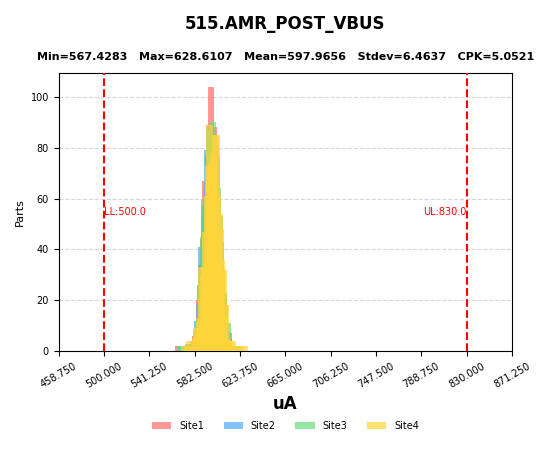 515.AMR_POST_VBUS
Min=567.4283 Max=628.6107 Mean=597.9656 Stdev=6.4637 CPK=5.0521
100
80
60
40
20
0
Parts
LL:500.0
UL:830.0
458.750 500.000 541.250 582.500 623.750 665.000 706.250 747.500 788.750 830.000 871.250
uA
Site1 Site2 Site3 Site4